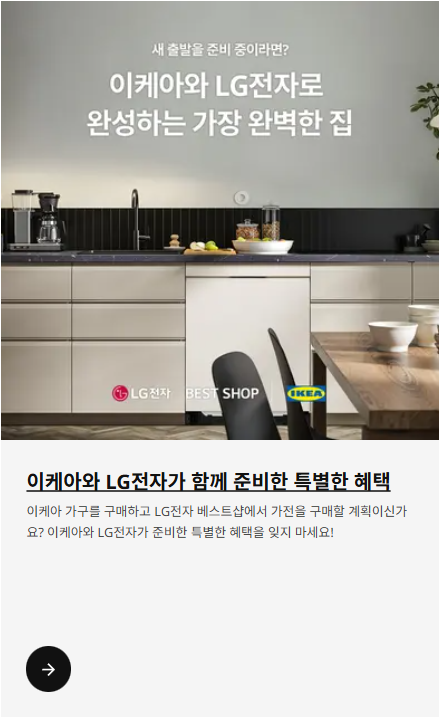 새 출발을 준비 중이라면?
이케아와 LG전자로
완성하는 가장 완벽한 집
LG전자 BEST SHOP IKEA
이케아와 LG전자가 함께 준비한 특별한 혜택
이케아 가구를 구매하고 LG전자 베스트샵에서 가전을 구매할 계획이신가
요? 이케아와 LG전자가 준비한 특별한 혜택을 잊지 마세요!